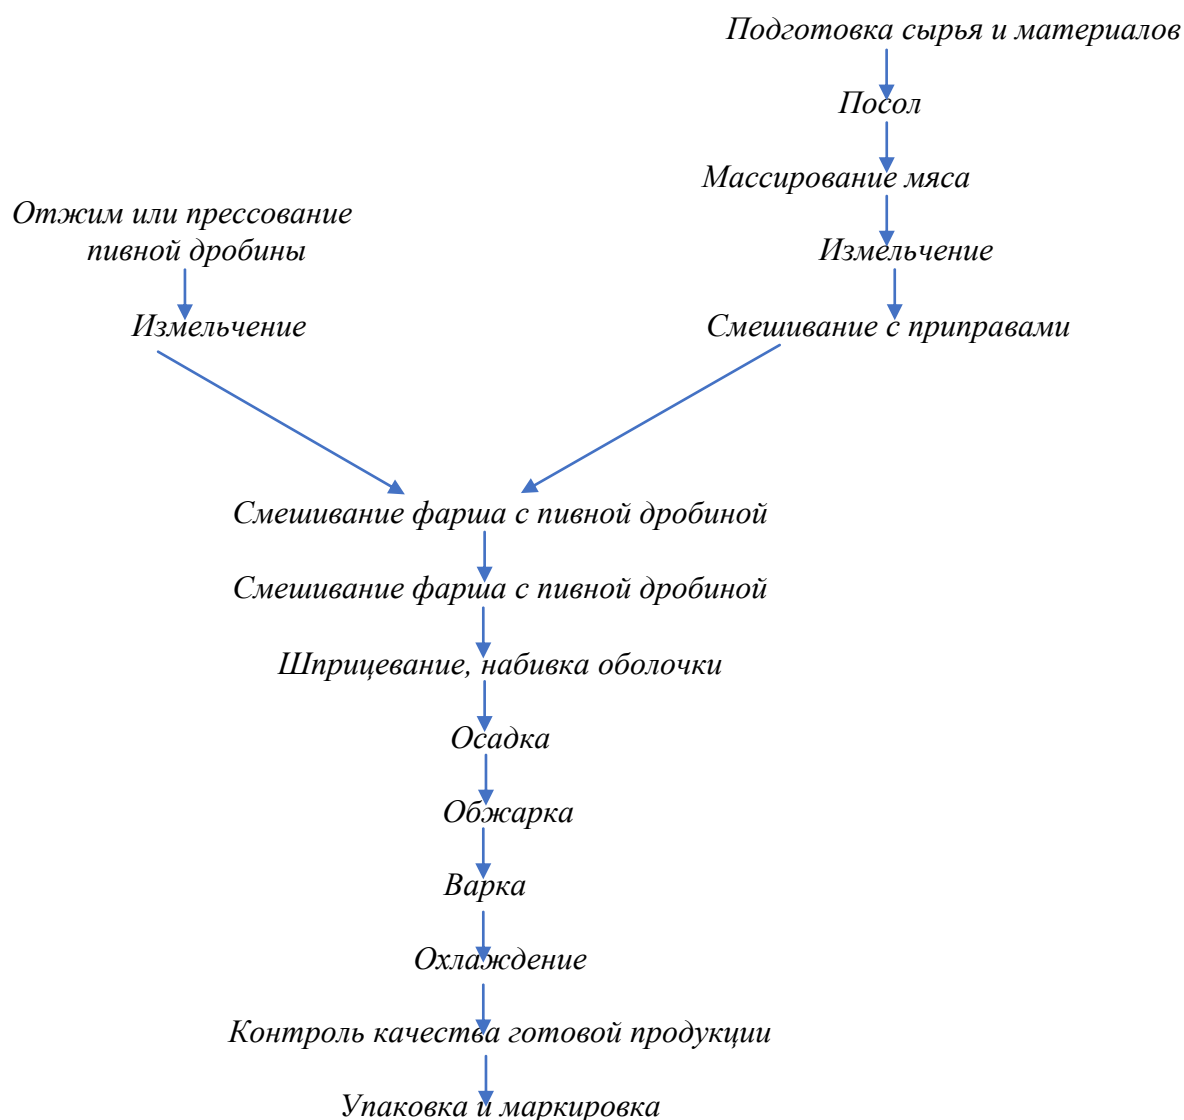 Подготовка сырья и материалов
Посол
Массирование мяса
Отжим или прессование
пивной дробины
Измельчение
Измельчение
Смешивание с приправами
Смешивание фарша с пивной дробиной
Смешивание фарша с пивной дробиной
Шприцевание, набивка оболочки
Осадка
Обжарка
Варка
Охлаждение
Контроль качества готовой продукции
Упаковка и маркировка